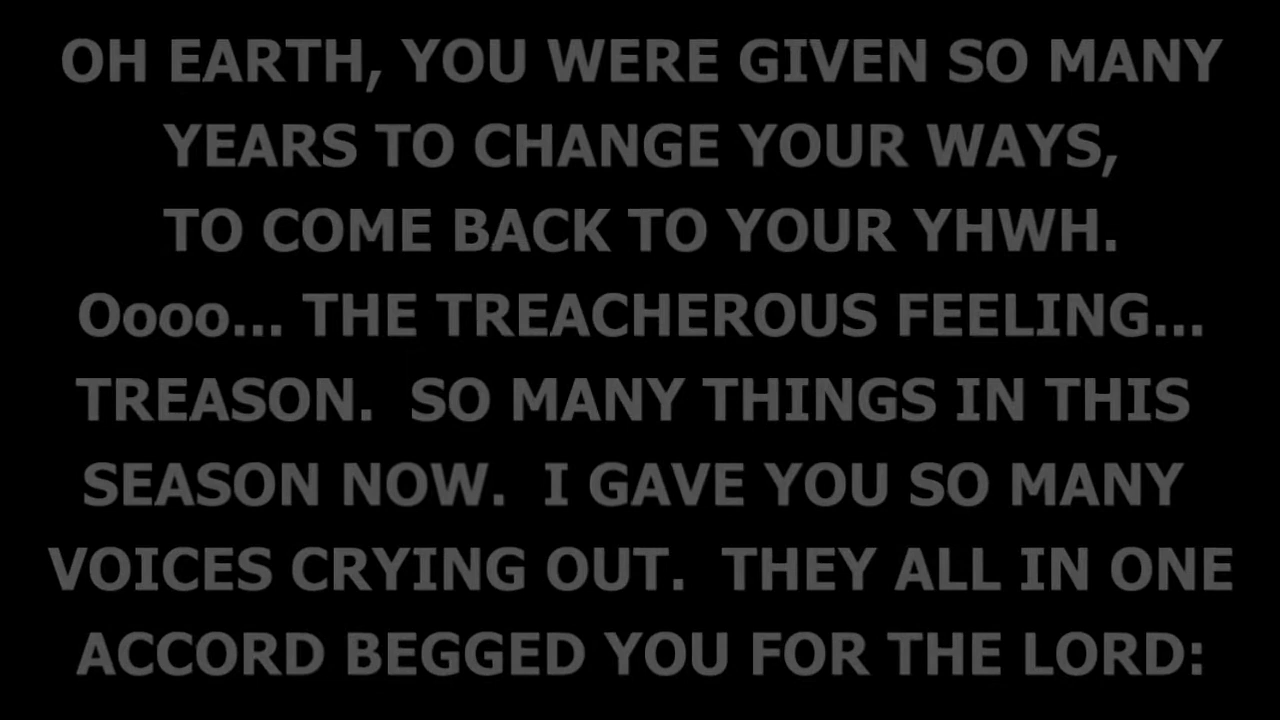 OH EARTH, YOU WERE GIVEN SO MANY
YEARS TO CHANGE YOUR WAYS,
TO COME BACK TO YOUR YHWH.
Oooo... THE TREACHEROUS FEELING...
TREASON.  SO MANY THINGS IN THIS
SEASON NOW.  I GAVE YOU SO MANY
VOICES CRYING OUT.  THEY ALL IN ONE
ACCORD BEGGED YOU FOR THE LORD: